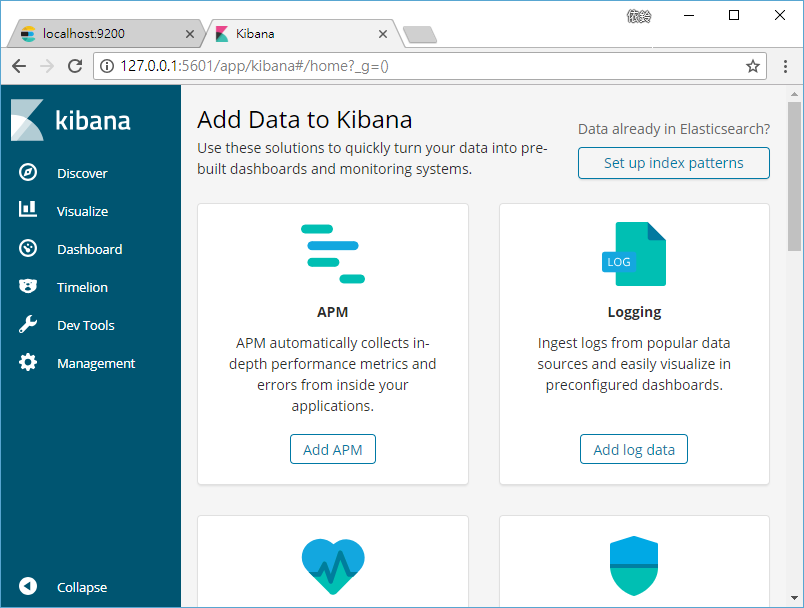 依鈴
localhost:9200
Kibana
127.0.0.1:5601/app/kibana#/home?_g=()
kibana
Discover
Visualize
Dashboard
Timelion
Dev Tools
Management
Collapse
Add Data to Kibana
Use these solutions to quickly turn your data into pre-
built dashboards and monitoring systems.
Data already in Elasticsearch?
Set up index patterns
APM
APM automatically collects in-
depth performance metrics and
errors from inside your
applications.
Add APM
LOG
Logging
Ingest logs from popular data
sources and easily visualize in
preconfigured dashboards.
Add log data